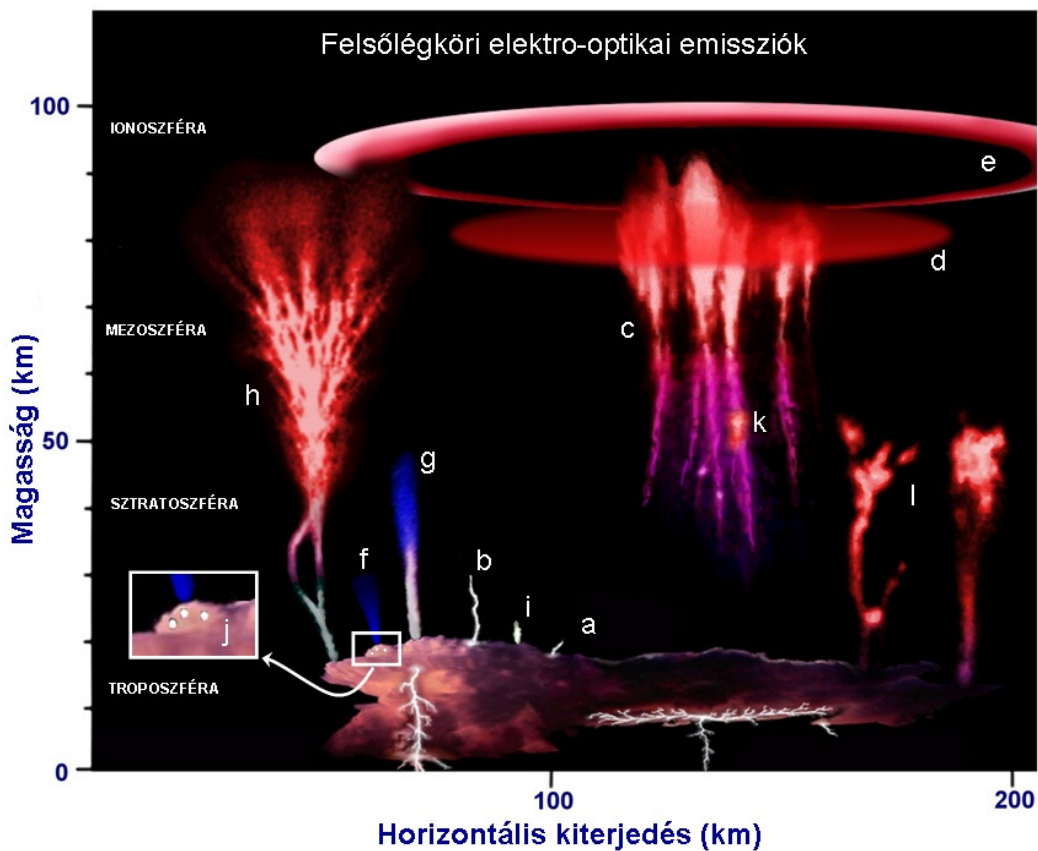 Felsőlégköri elektro-optikai emissziók
100
IONOSZFÉRA
e
d
c
MEZOSZFÉRA
h
k
50
g
l
SZTRATOSZFÉRA
f
b
i
a
j
TROPOSZFÉRA
0
100
200
Magasság (km)
Horizontális kiterjedés (km)